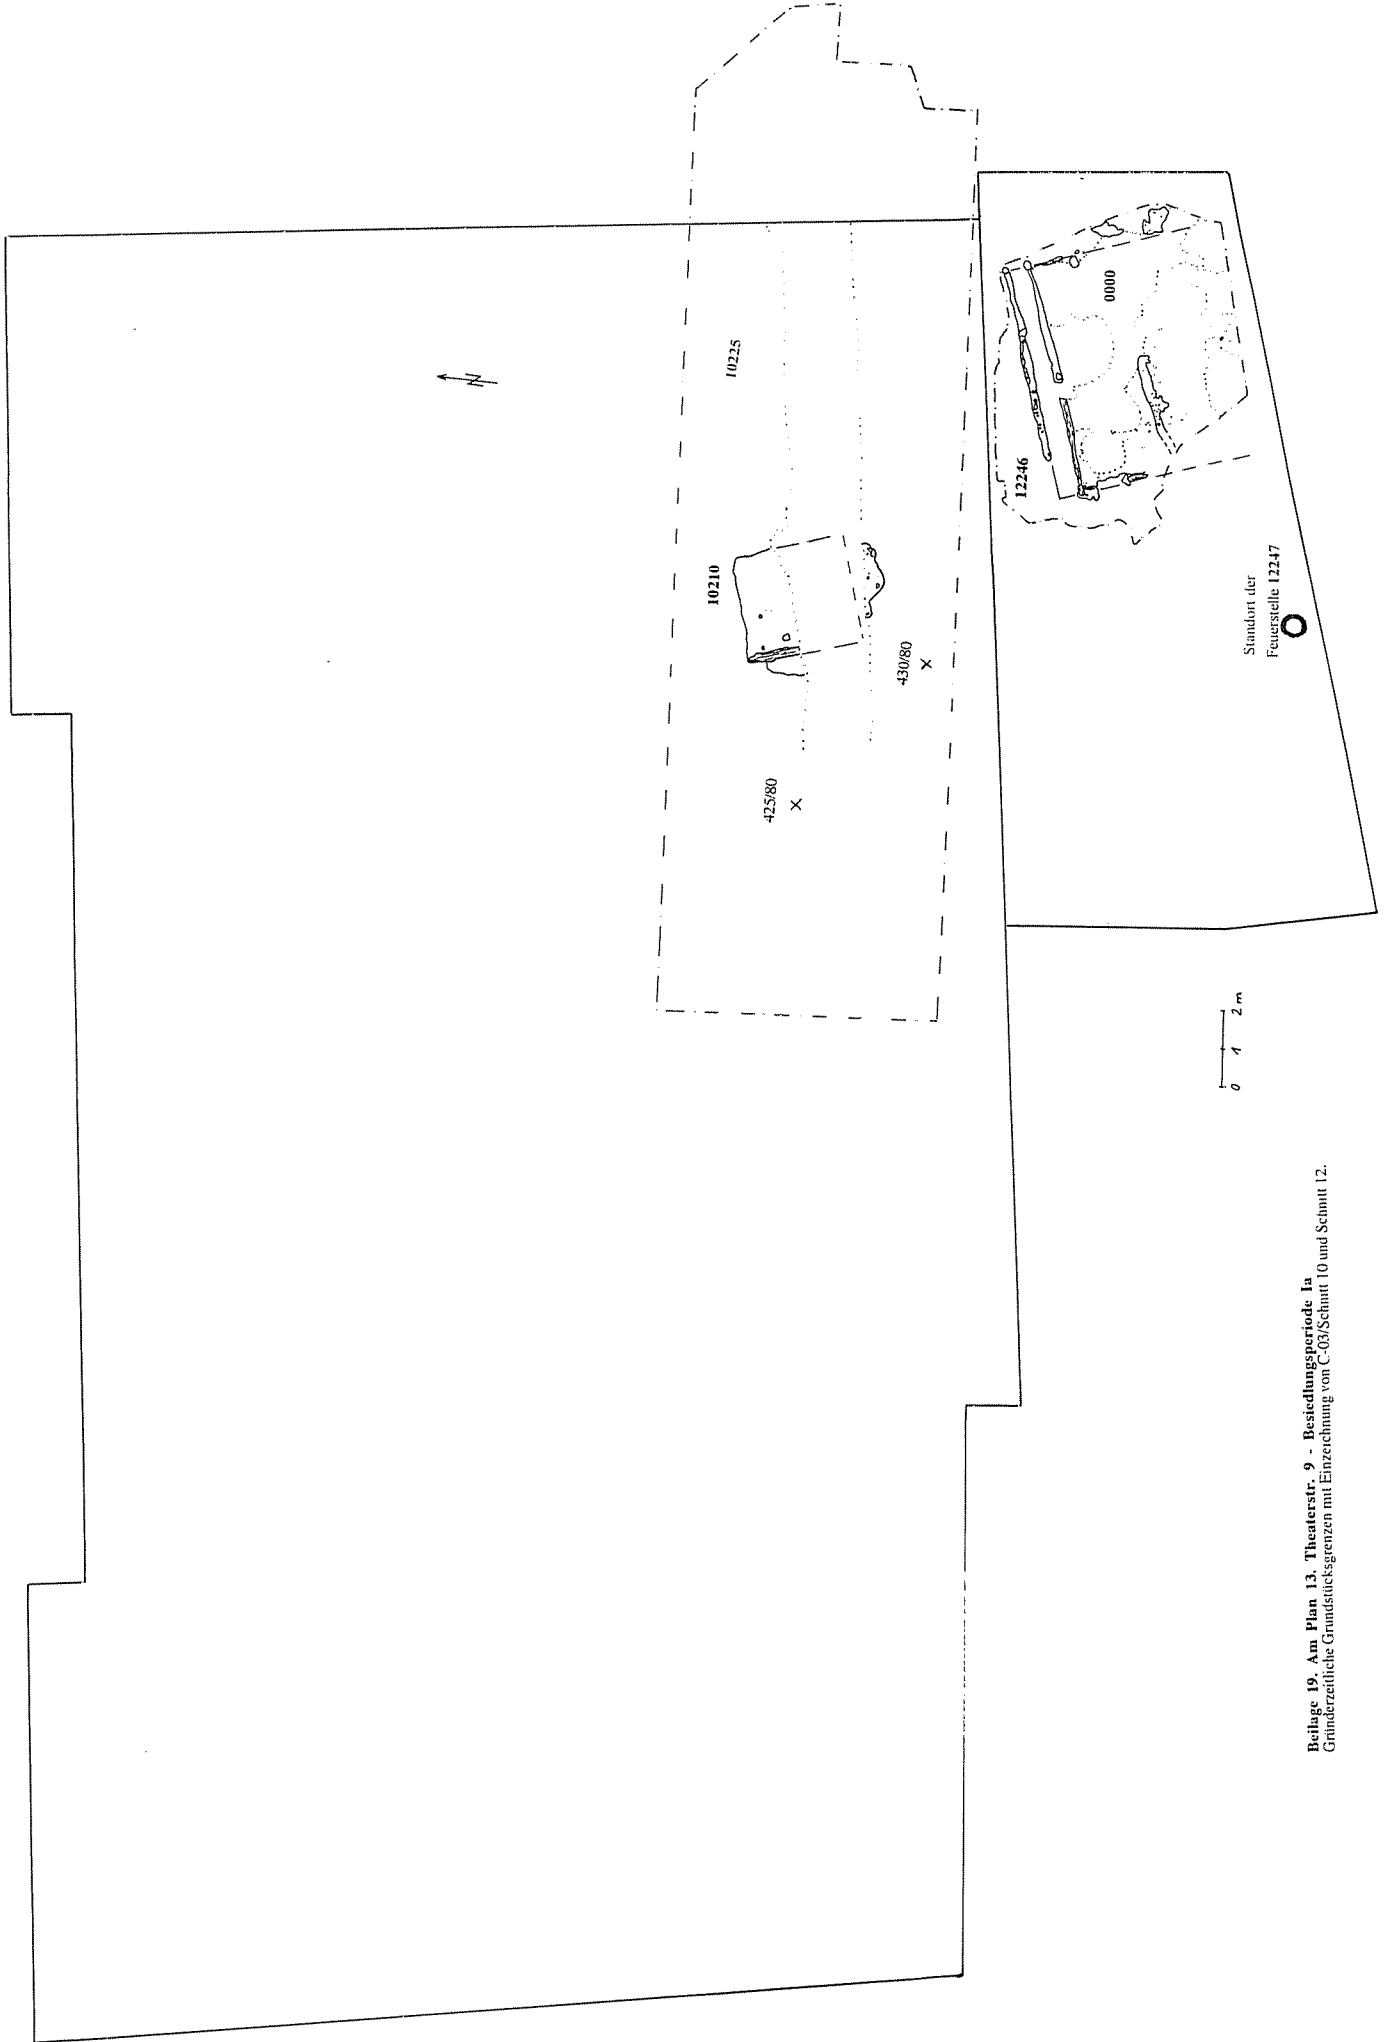 10225
10210
430/80
425/80
0000
12246
Standort der
Feuerstelle 12247
0 1 2 m
Beilage 19. Am Plan 13. Theaterstr. 9 - Besiedlungsperiode Ia
Gründerzeitliche Grundstücksgrenzen mit Einzeichnung von C-03/Schnitt 10 und Schnitt 12.